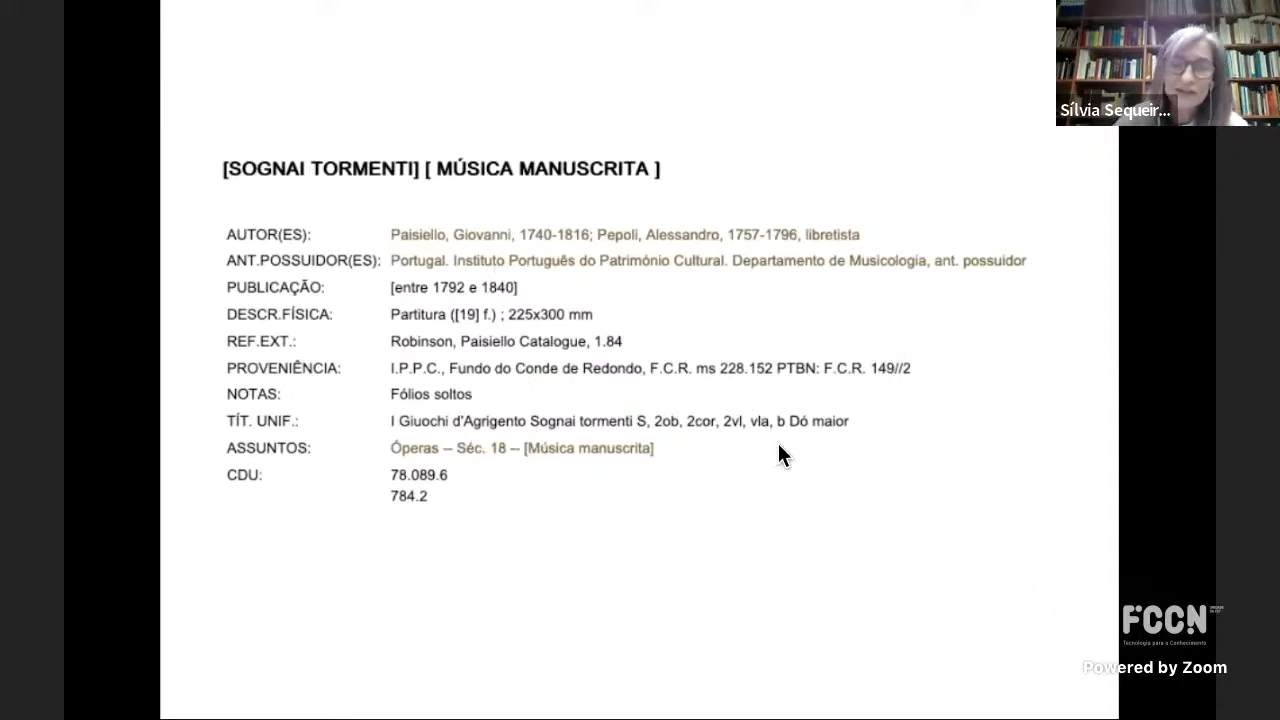 Sílvia Sequeir...
[SOGNAI TORMENTI] [ MÚSICA MANUSCRITA ]
AUTOR(ES): Paisiello, Giovanni, 1740-1816; Pepoli, Alessandro, 1757-1796, libretista
ANT.POSSUIDOR(ES): Portugal. Instituto Português do Património Cultural. Departamento de Musicologia, ant. possuidor
PUBLICAÇÃO: [entre 1792 e 1840]
DESCR.FÍSICA: Partitura ([19] f.) ; 225x300 mm
REF.EXT.: Robinson, Paisiello Catalogue, 1.84
PROVENIÊNCIA: I.P.P.C., Fundo do Conde de Redondo, F.C.R. ms 228.152 PTBN: F.C.R. 149//2
NOTAS: Fólios soltos
TÍT. UNIF.: I Giuochi d'Agrigento Sognai tormenti S, 2ob, 2cor, 2vl, vla, b Dó maior
ASSUNTOS: Óperas -- Séc. 18 -- [Música manuscrita]
CDU: 78.089.6
784.2
FCCN
Tecnologia para o Conhecimento
Powered by Zoom